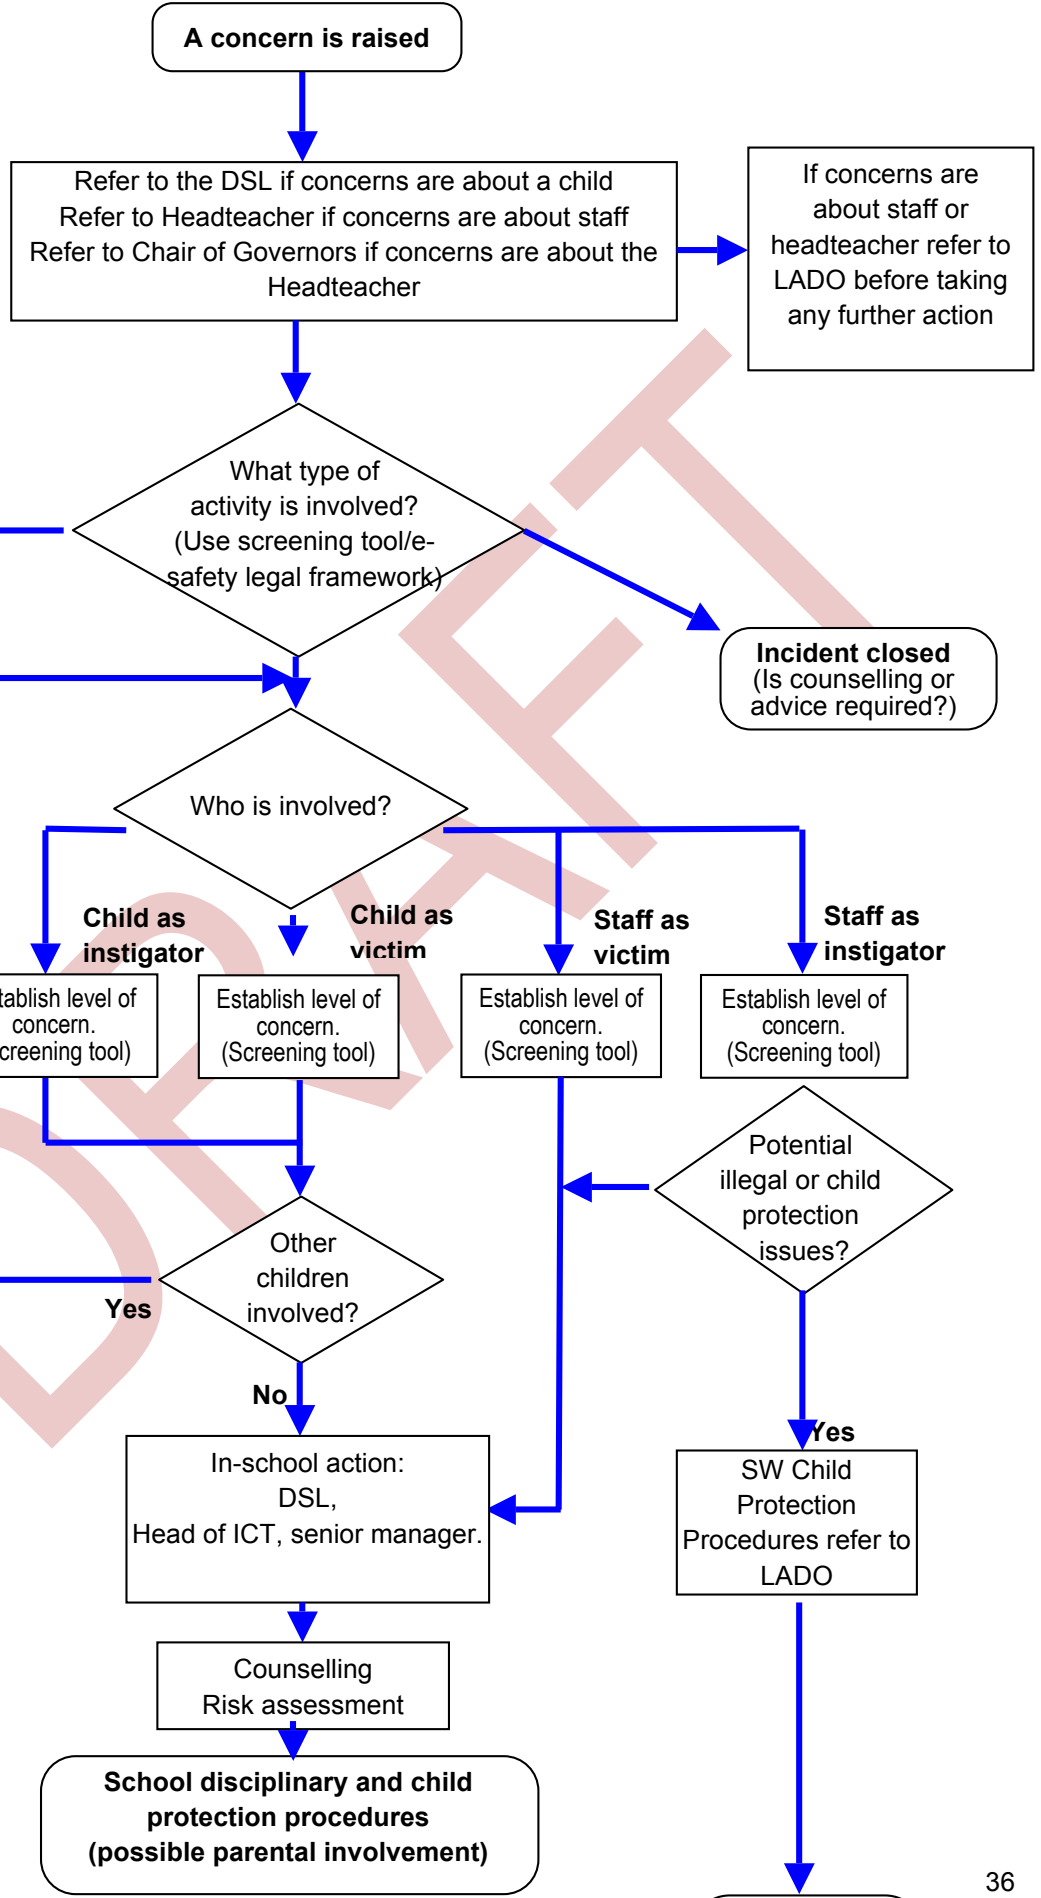 A concern is raised
Refer to the DSL if concerns are about a child
Refer to Headteacher if concerns are about staff
Refer to Chair of Governors if concerns are about the
Headteacher
If concerns are
about staff or
headteacher refer to
LADO before taking
any further action
What type of
activity is involved?
(Use screening tool/e-
safety legal framework)
Incident closed
(Is counselling or
advice required?)
Who is involved?
Child as
instigator
Child as
victim
Staff as
victim
Staff as
instigator
tablish level of
concern.
creening tool)
Establish level of
concern.
(Screening tool)
Establish level of
concern.
(Screening tool)
Establish level of
concern.
(Screening tool)
Potential
illegal or child
protection
issues?
Other
children
involved?
Yes
No
Yes
In-school action:
DSL,
Head of ICT, senior manager.
SW Child
Protection
Procedures refer to
LADO
Counselling
Risk assessment
School disciplinary and child
protection procedures
(possible parental involvement)
36
DRAFT